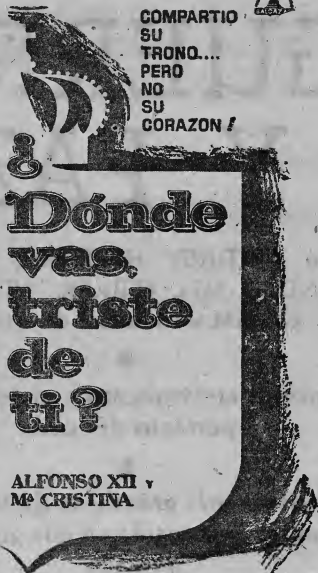 COMPARTIO
SU
TRONO....
PERO
NO
SU
CORAZON!
¿
Dónde
vas,
triste
de
ti?
ALFONSO XII Y
Mª CRISTINA